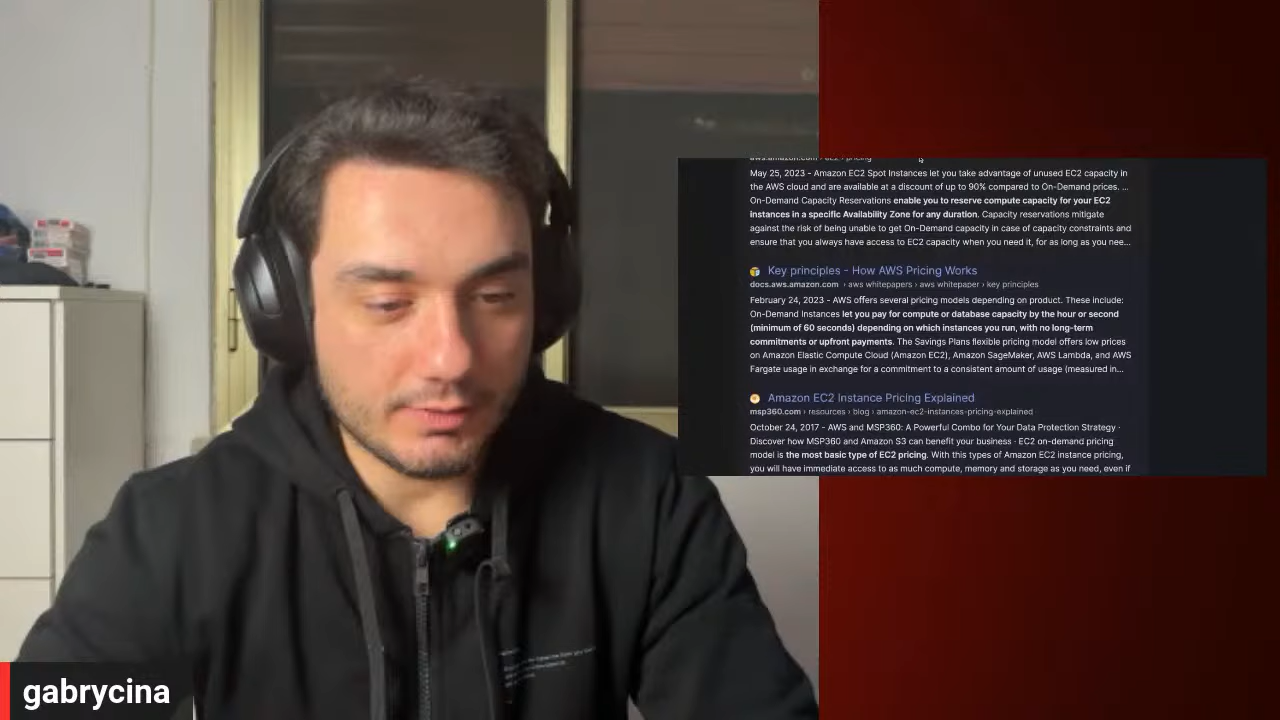 aws.amazon.com › ec2 › pricing
May 25, 2023 - Amazon EC2 Spot Instances let you take advantage of unused EC2 capacity in
the AWS cloud and are available at a discount of up to 90% compared to On-Demand prices. ...
On-Demand Capacity Reservations enable you to reserve compute capacity for your EC2
instances in a specific Availability Zone for any duration. Capacity reservations mitigate
against the risk of being unable to get On-Demand capacity in case of capacity constraints and
ensure that you always have access to EC2 capacity when you need it, for as long as you nee...
Key principles - How AWS Pricing Works
docs.aws.amazon.com › aws whitepapers › aws whitepaper › key principles
February 24, 2023 - AWS offers several pricing models depending on product. These include:
On-Demand Instances let you pay for compute or database capacity by the hour or second
(minimum of 60 seconds) depending on which instances you run, with no long-term
commitments or upfront payments. The Savings Plans flexible pricing model offers low prices
on Amazon Elastic Compute Cloud (Amazon EC2), Amazon SageMaker, AWS Lambda, and AWS
Fargate usage in exchange for a commitment to a consistent amount of usage (measured in...
Amazon EC2 Instance Pricing Explained
msp360.com › resources › blog › amazon-ec2-instances-pricing-explained
October 24, 2017 - AWS and MSP360: A Powerful Combo for Your Data Protection Strategy ·
Discover how MSP360 and Amazon S3 can benefit your business · EC2 on-demand pricing
model is the most basic type of EC2 pricing. With this types of Amazon EC2 instance pricing,
you will have immediate access to as much compute, memory and storage as you need, even if
gabrycina